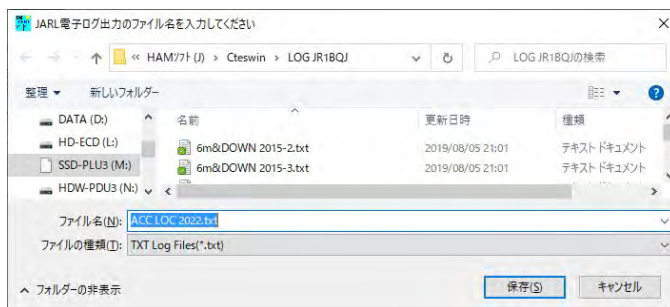 JARL電子ログ出力のファイル名を入力してください
« HAMソフト (J) › Cteswin › LOG JR1BQJ
LOG JR1BQJの検索
整理 新しいフォルダー
DATA (D:)
HD-ECD (L:)
SSD-PLU3 (M:)
HDW-PDU3 (N:)
名前 更新日時 種類
6m&DOWN 2015-2.txt 2019/08/05 21:01 テキスト ドキュメント
6m&DOWN 2015-3.txt 2019/08/05 21:01 テキスト ドキュメント
ファイル名(N): ACC LOC 2022.txt
ファイルの種類(T): TXT Log Files(*.txt)
フォルダーの非表示 保存(S) キャンセル